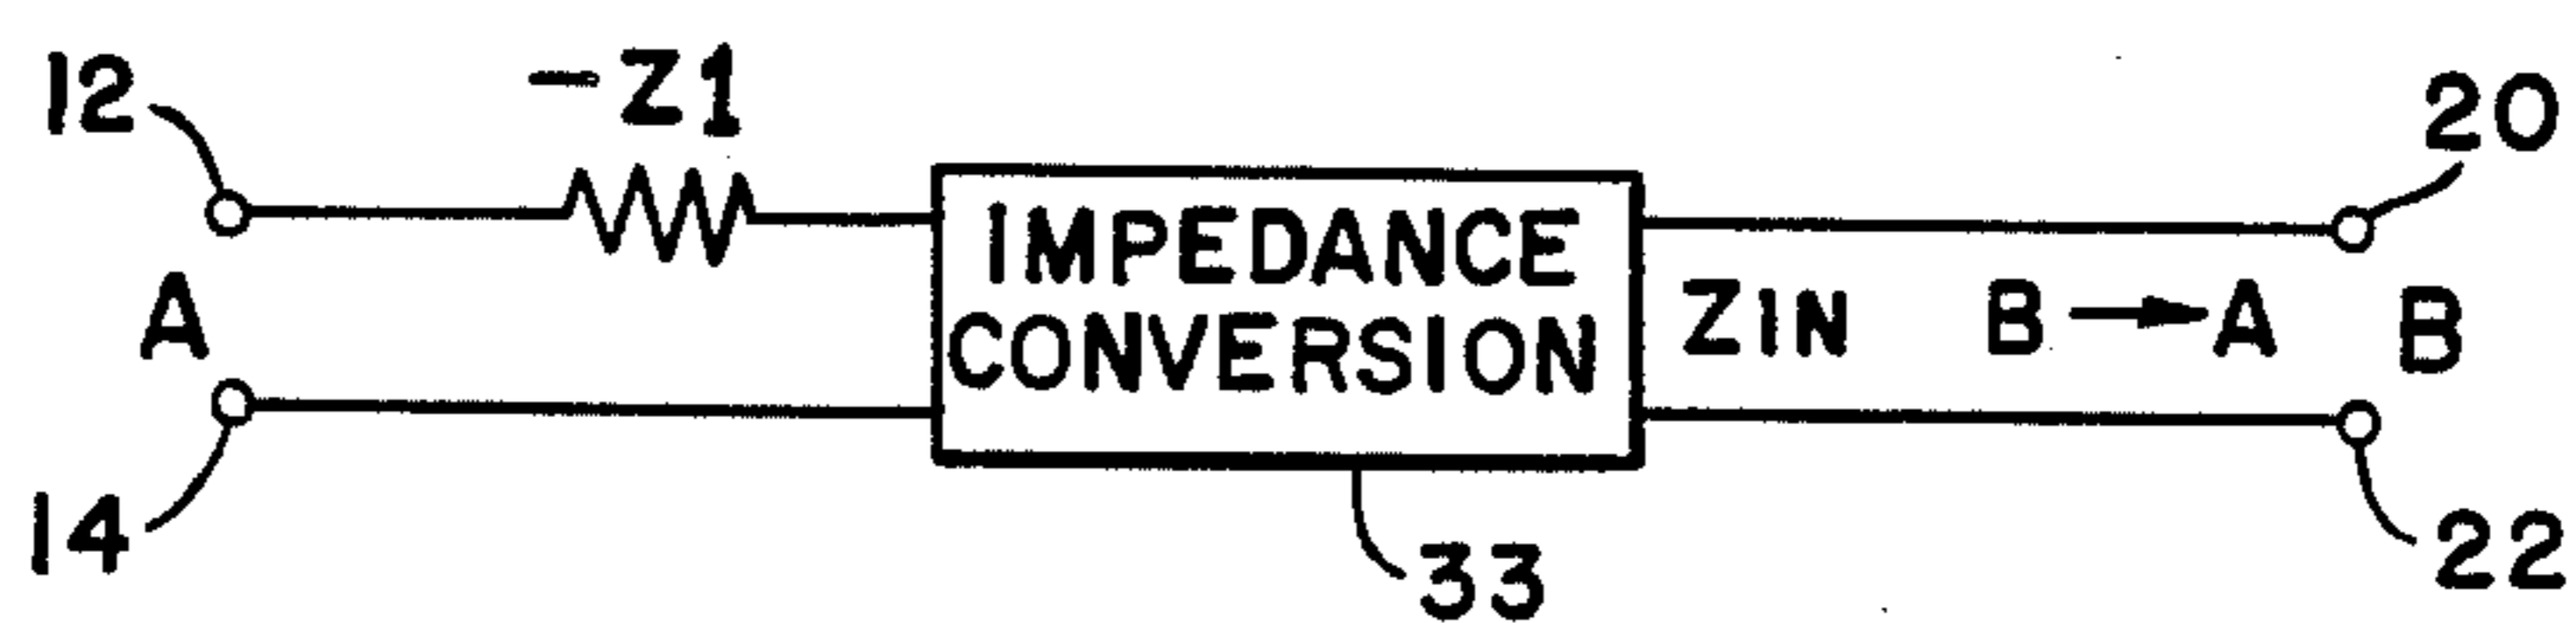 12
-Z1
20
IMPEDANCE
CONVERSION
A
ZIN B → A
B
14
33
22